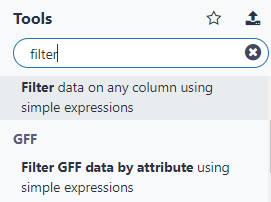 Tools
filter
Filter data on any column using
simple expressions
GFF
Filter GFF data by attribute using
simple expressions